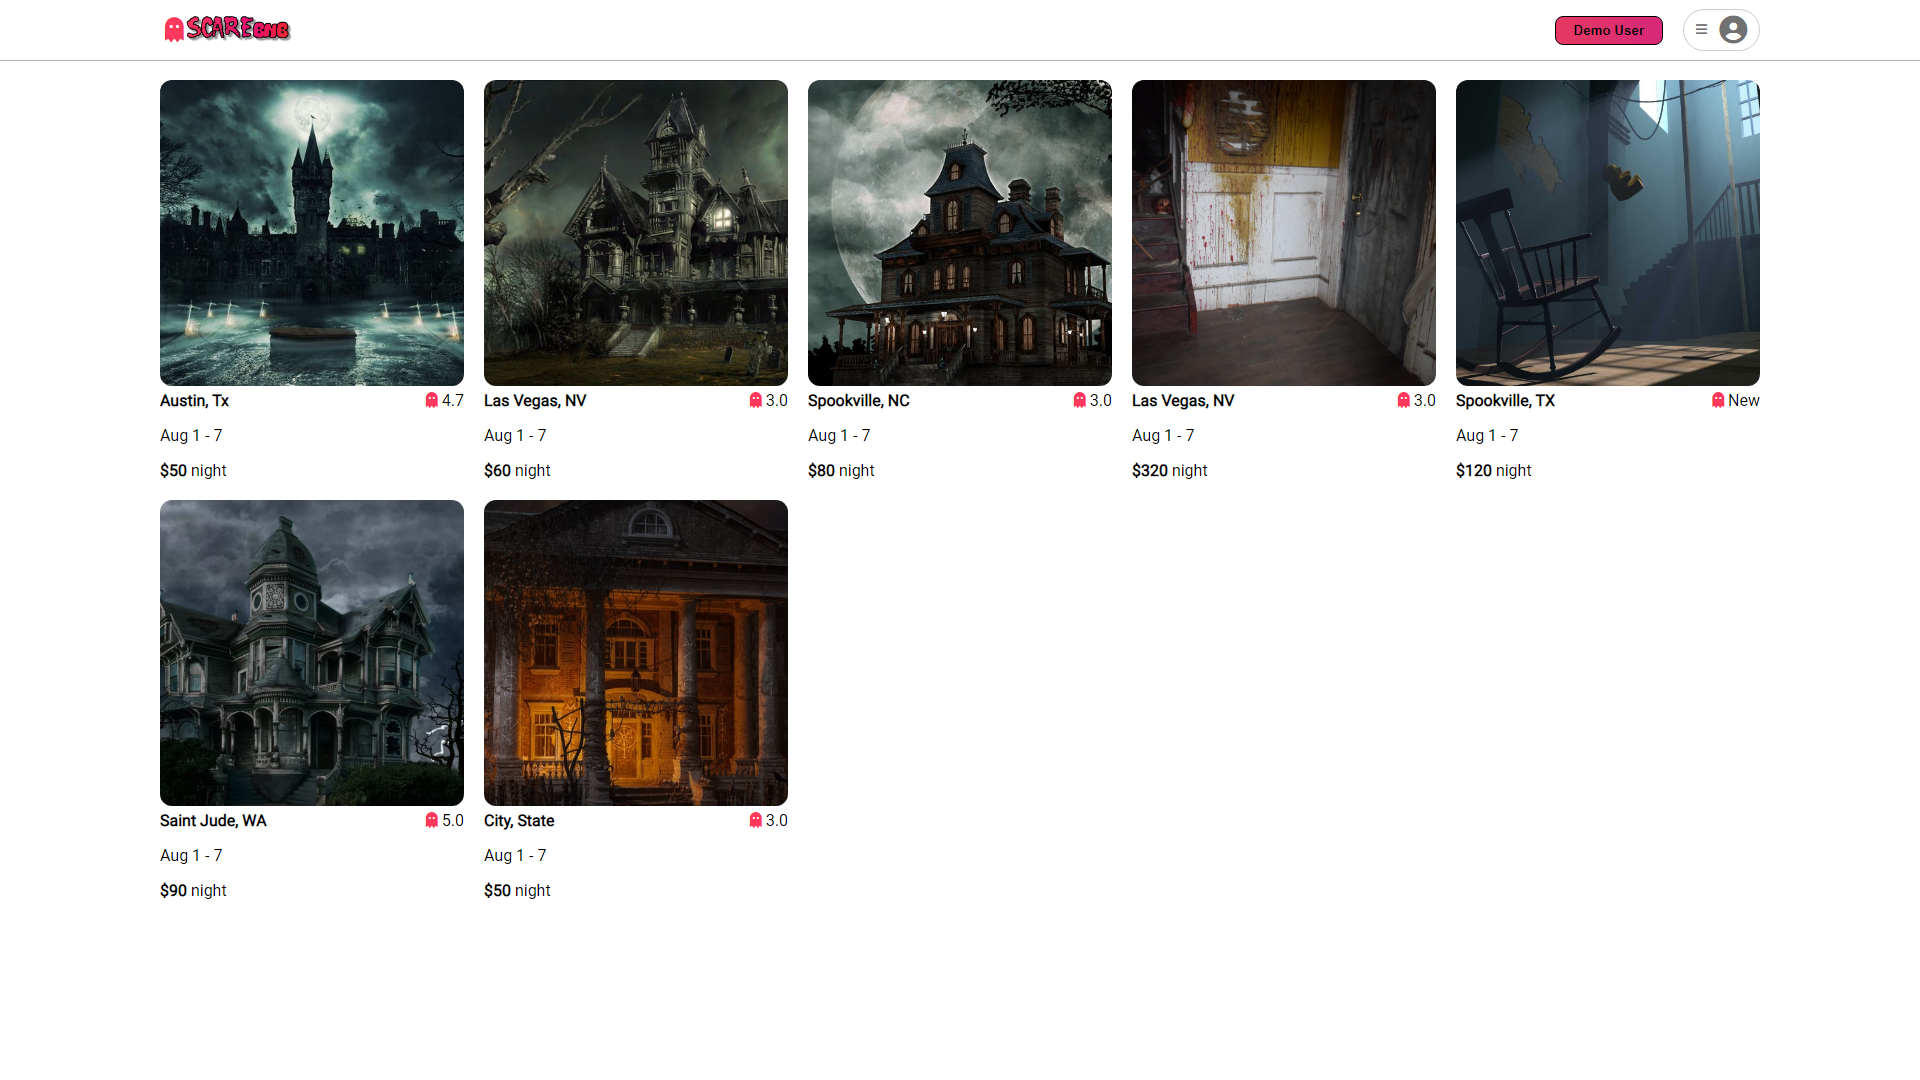 SCAREBNB
Demo User
Austin, Tx 4.7
Aug 1 - 7
$50 night
Las Vegas, NV 3.0
Aug 1 - 7
$60 night
Spookville, NC 3.0
Aug 1 - 7
$80 night
Las Vegas, NV 3.0
Aug 1 - 7
$320 night
Spookville, TX New
Aug 1 - 7
$120 night
Saint Jude, WA 5.0
Aug 1 - 7
$90 night
City, State 3.0
Aug 1 - 7
$50 night